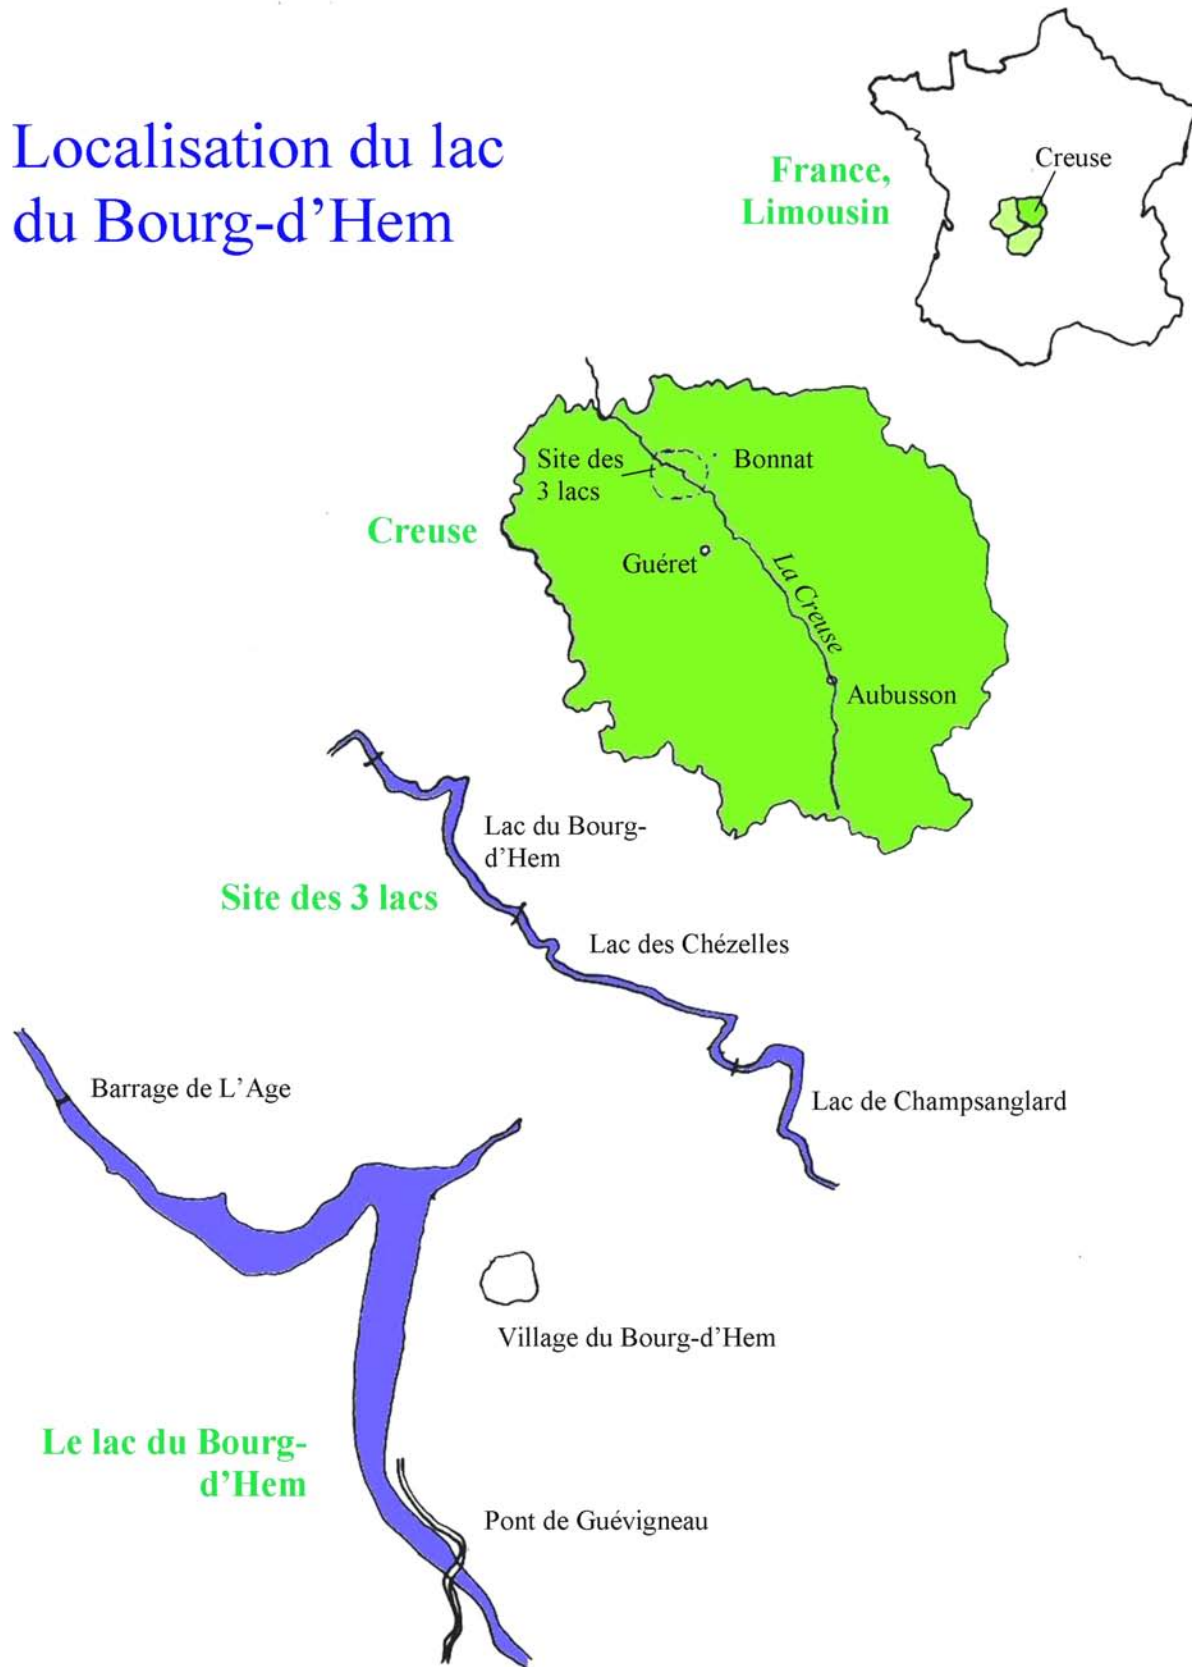 Localisation du lac
du Bourg-d'Hem
France,
Limousin
Creuse
Site des
3 lacs
Bonnat
Creuse
Guéret
La Creuse
Aubusson
Lac du Bourg-
d'Hem
Site des 3 lacs
Lac des Chézelles
Barrage de L'Age
Lac de Champsanglard
Village du Bourg-d'Hem
Le lac du Bourg-
d'Hem
Pont de Guévigneau